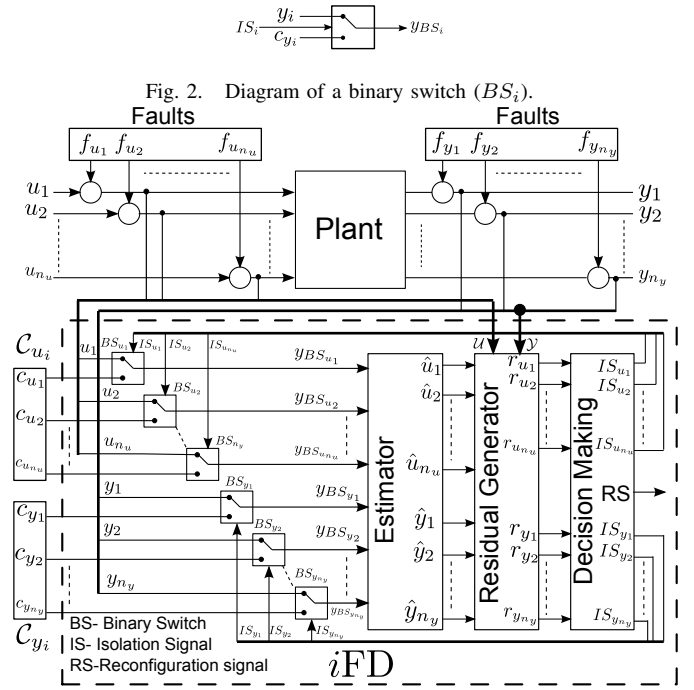 y_i
IS_i
c_{y_i}
y_{BS_i}
Fig. 2. Diagram of a binary switch (BS_i).
Faults
Faults
f_{u_1} f_{u_2} f_{u_{n_u}}
f_{y_1} f_{y_2} f_{y_{n_y}}
u_1
u_2
u_{n_u}
Plant
y_1
y_2
y_{n_y}
C_{u_i}
c_{u_1}
c_{u_2}
c_{u_{n_u}}
u_1
u_2
u_{n_u}
BS_{u_1} IS_{u_1} IS_{u_2} IS_{u_{n_u}}
BS_{u_2}
BS_{n_y}
y_{BS_{u_1}}
y_{BS_{u_2}}
y_{BS_{u_{n_u}}}
c_{y_1}
c_{y_2}
c_{y_{n_y}}
C_{y_i}
y_1
y_2
y_{n_y}
BS_{y_1}
BS_{y_2}
BS_{y_{n_y}}
y_{BS_{y_1}}
y_{BS_{y_2}}
y_{BS_{y_{n_y}}}
IS_{y_1} IS_{y_2} IS_{y_{n_y}}
Estimator
û_1
û_2
û_{n_u}
ŷ_1
ŷ_2
ŷ_{n_y}
u y
Residual Generator
r_{u_1}
r_{u_2}
r_{u_{n_u}}
r_{y_1}
r_{y_2}
r_{y_{n_y}}
Decision Making
IS_{u_1}
IS_{u_2}
IS_{u_{n_u}}
RS
IS_{y_1}
IS_{y_2}
IS_{y_{n_y}}
BS- Binary Switch
IS- Isolation Signal
RS-Reconfiguration signal
iFD